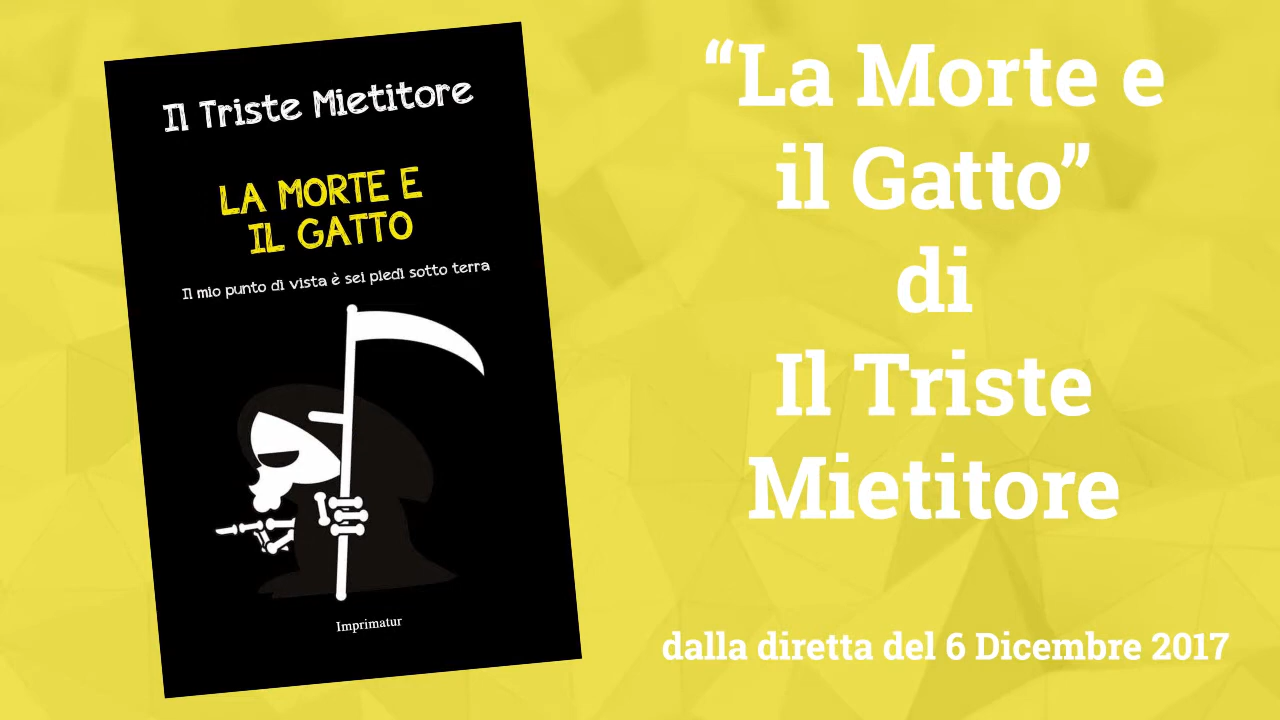 Il Triste Mietitore
LA MORTE E
IL GATTO
Il mio punto di vista è sei piedi sotto terra
Imprimatur
“La Morte e
il Gatto”
di
Il Triste
Mietitore
dalla diretta del 6 Dicembre 2017